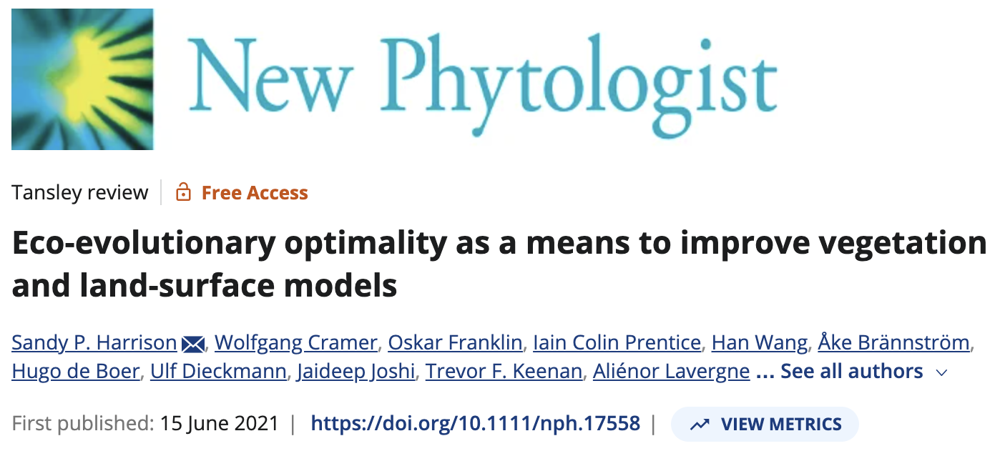 New Phytologist
Tansley review Free Access
Eco-evolutionary optimality as a means to improve vegetation
and land-surface models
Sandy P. Harrison, Wolfgang Cramer, Oskar Franklin, Iain Colin Prentice, Han Wang, Åke Brännström,
Hugo de Boer, Ulf Dieckmann, Jaideep Joshi, Trevor F. Keenan, Aliénor Lavergne ... See all authors
First published: 15 June 2021 | https://doi.org/10.1111/nph.17558 | VIEW METRICS